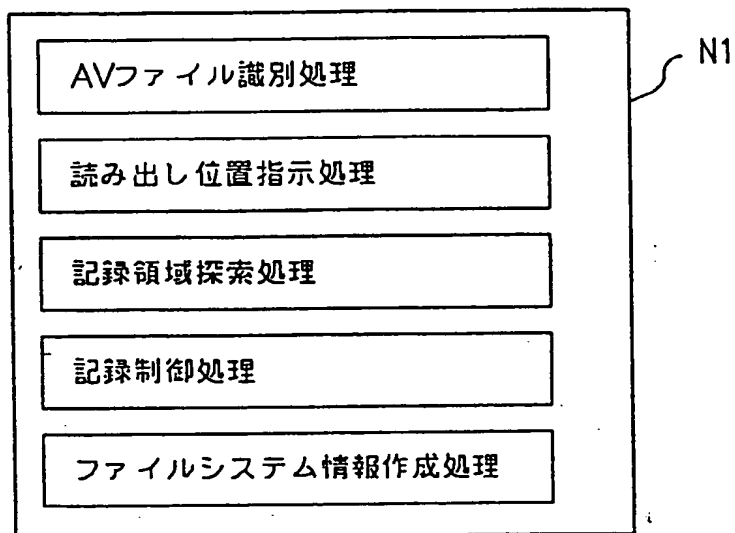 AVファイル識別処理
N1
読み出し位置指示処理
記録領域探索処理
記録制御処理
ファイルシステム情報作成処理